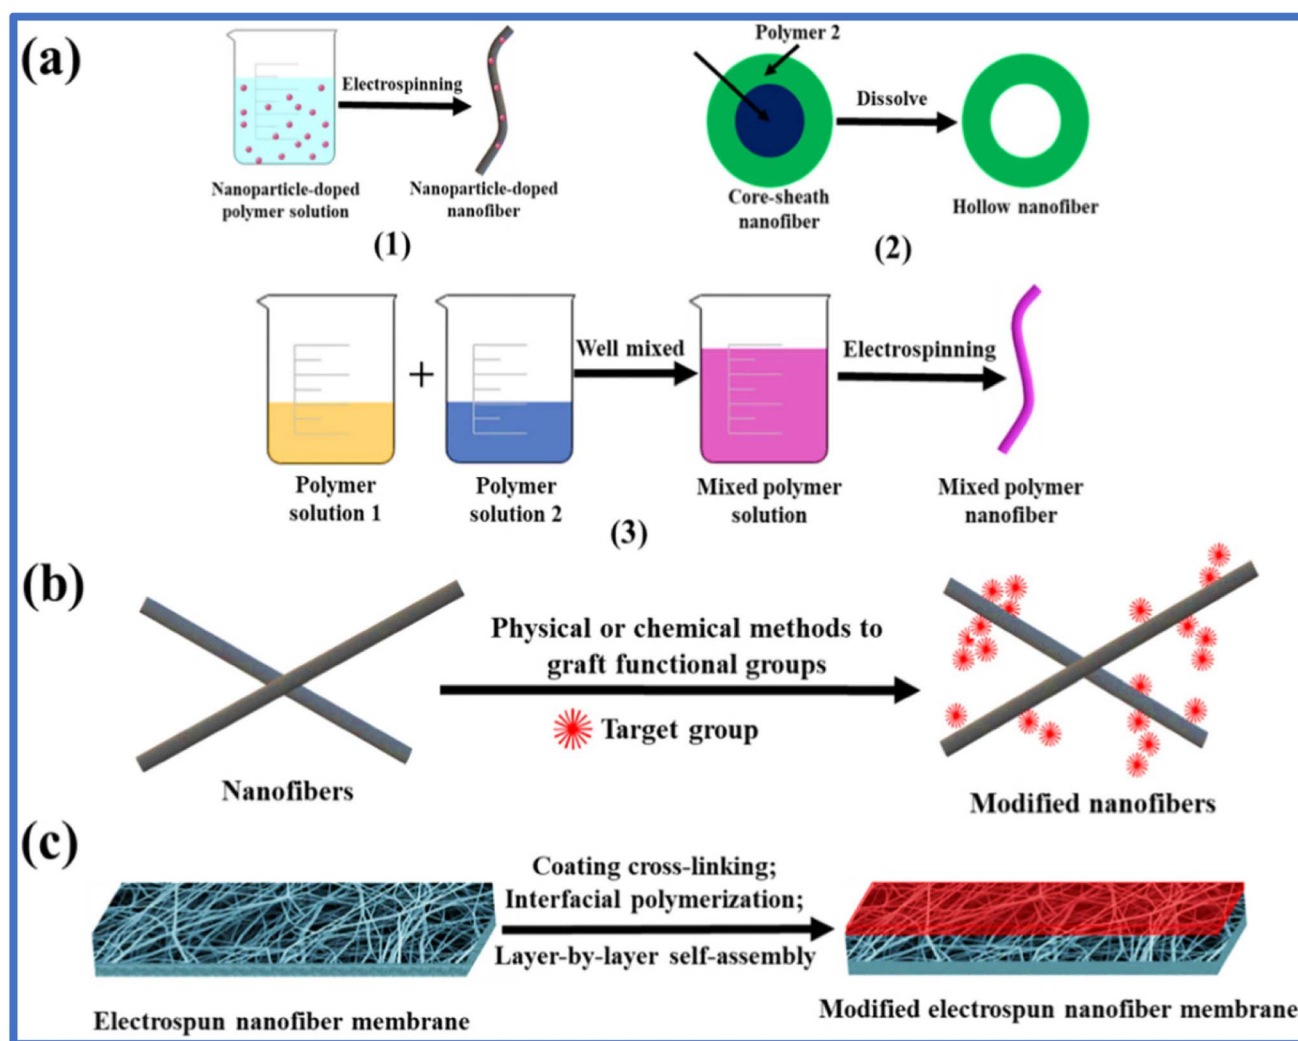 (a)
Electrospinning
Nanoparticle-doped
polymer solution
Nanoparticle-doped
nanofiber
(1)
Polymer 2
Dissolve
Core-sheath
nanofiber
Hollow nanofiber
(2)
+
Well mixed
Electrospinning
Polymer
solution 1
Polymer
solution 2
Mixed polymer
solution
Mixed polymer
nanofiber
(3)
(b)
Physical or chemical methods to
graft functional groups
Target group
Nanofibers
Modified nanofibers
(c)
Coating cross-linking;
Interfacial polymerization;
Layer-by-layer self-assembly
Electrospun nanofiber membrane
Modified electrospun nanofiber membrane